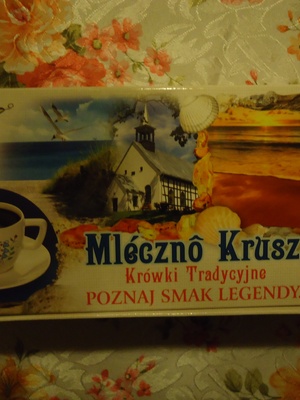 Mlécznô Krusz
Krówki Tradycyjne
POZNAJ SMAK LEGENDY